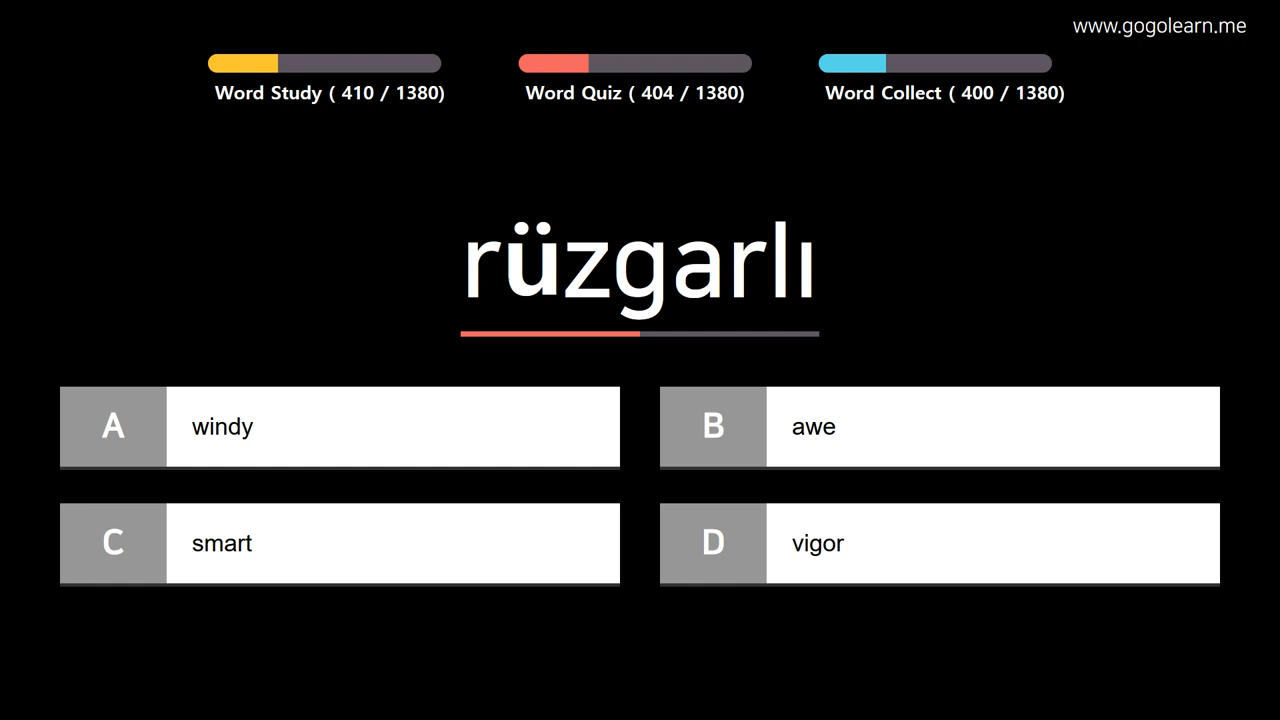 www.gogolearn.me
Word Study ( 410 / 1380)
Word Quiz ( 404 / 1380)
Word Collect ( 400 / 1380)
rüzgarlı
A windy
B awe
C smart
D vigor